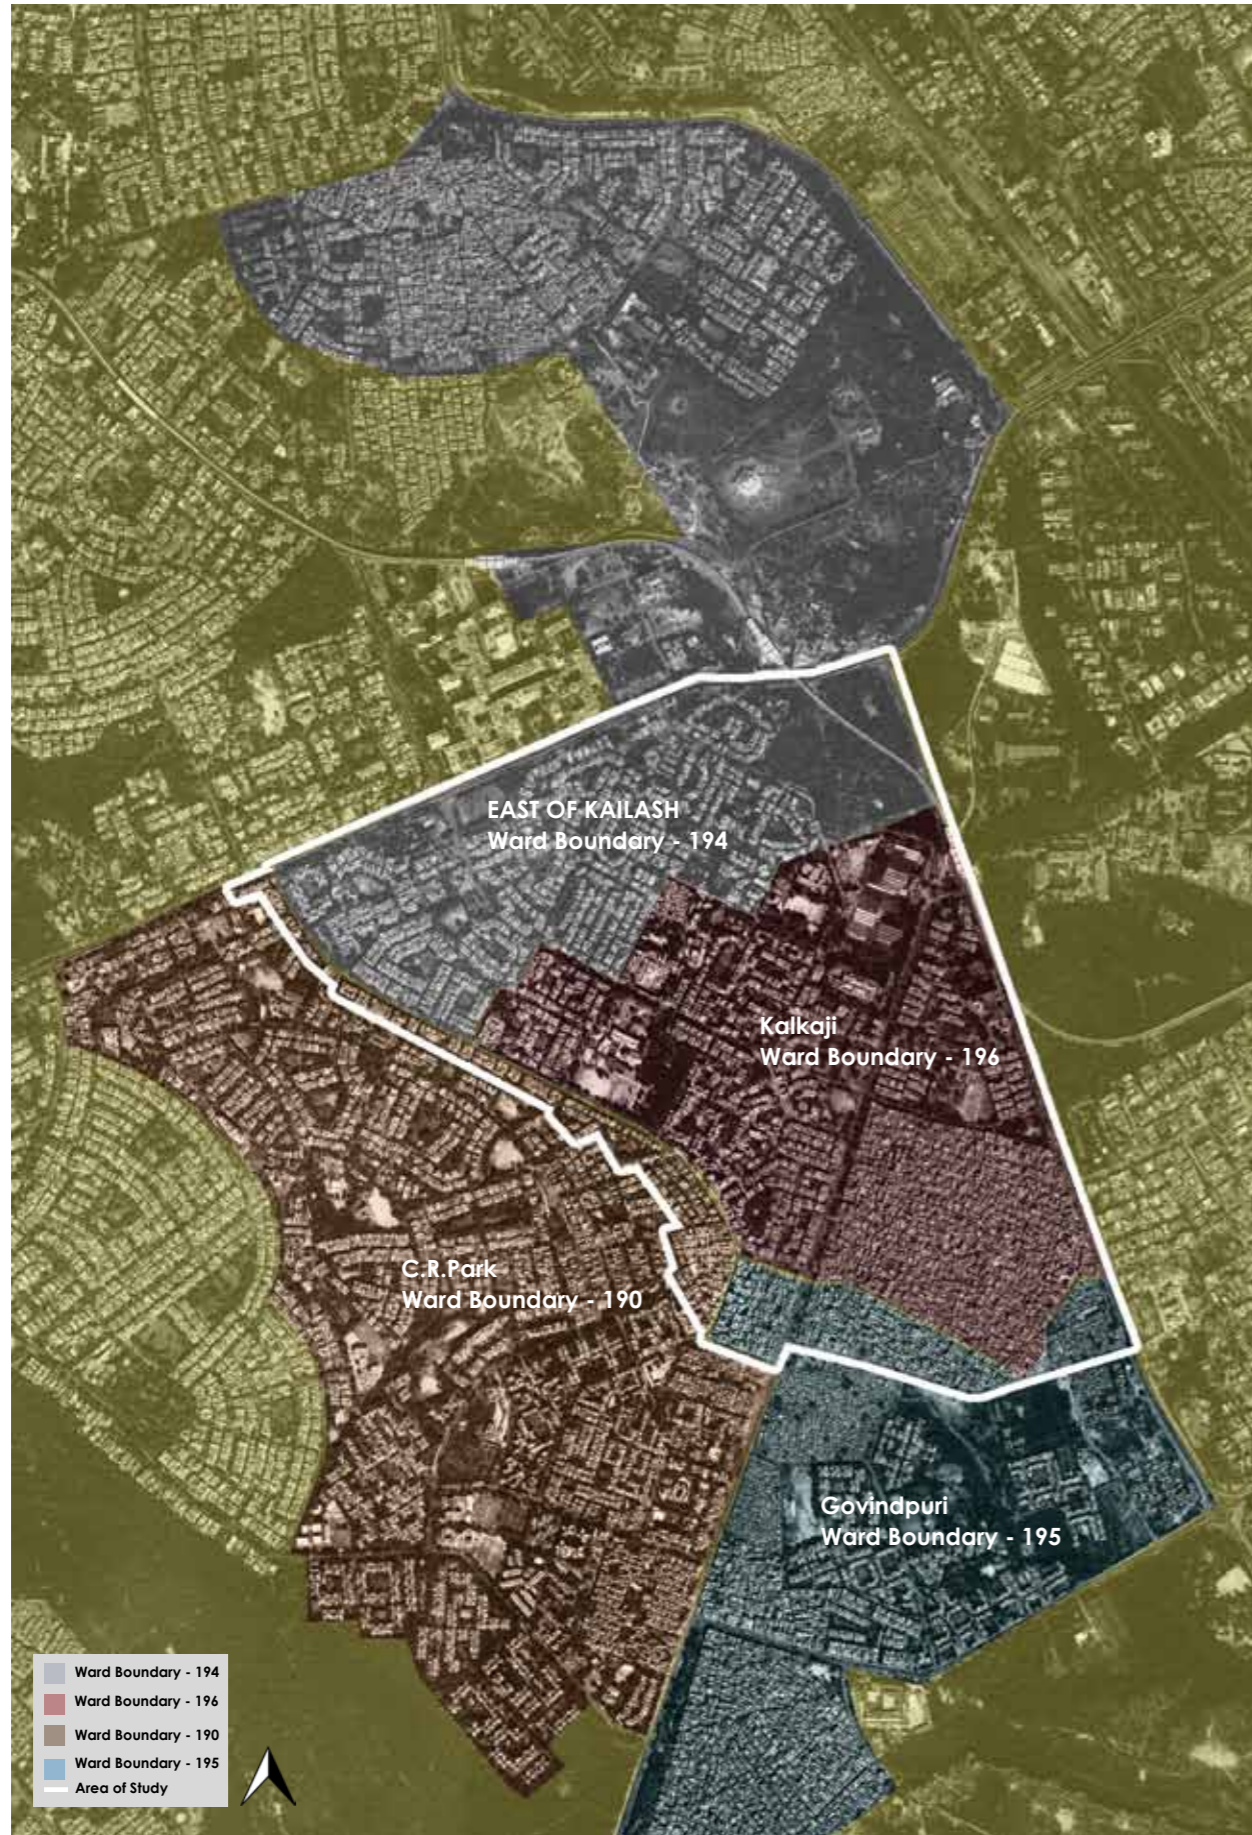 EAST OF KAILASH
Ward Boundary - 194
Kalkaji
Ward Boundary - 196
C.R.Park
Ward Boundary - 190
Govindpuri
Ward Boundary - 195
Ward Boundary - 194
Ward Boundary - 196
Ward Boundary - 190
Ward Boundary - 195
Area of Study